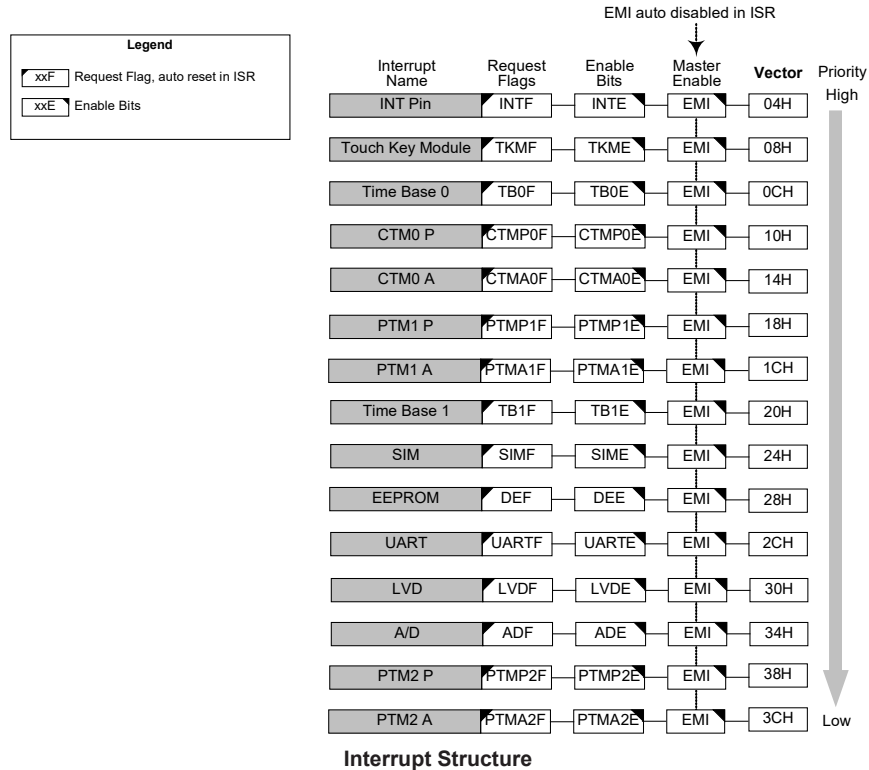 EMI auto disabled in ISR
Legend
xxF Request Flag, auto reset in ISR
xxE Enable Bits
Interrupt Name Request Flags Enable Bits Master Enable Vector Priority
High
INT Pin INTF INTE EMI 04H
Touch Key Module TKMF TKME EMI 08H
Time Base 0 TB0F TB0E EMI 0CH
CTM0 P CTMP0F CTMP0E EMI 10H
CTM0 A CTMA0F CTMA0E EMI 14H
PTM1 P PTMP1F PTMP1E EMI 18H
PTM1 A PTMA1F PTMA1E EMI 1CH
Time Base 1 TB1F TB1E EMI 20H
SIM SIMF SIME EMI 24H
EEPROM DEF DEE EMI 28H
UART UARTF UARTE EMI 2CH
LVD LVDF LVDE EMI 30H
A/D ADF ADE EMI 34H
PTM2 P PTMP2F PTMP2E EMI 38H
PTM2 A PTMA2F PTMA2E EMI 3CH Low
Interrupt Structure